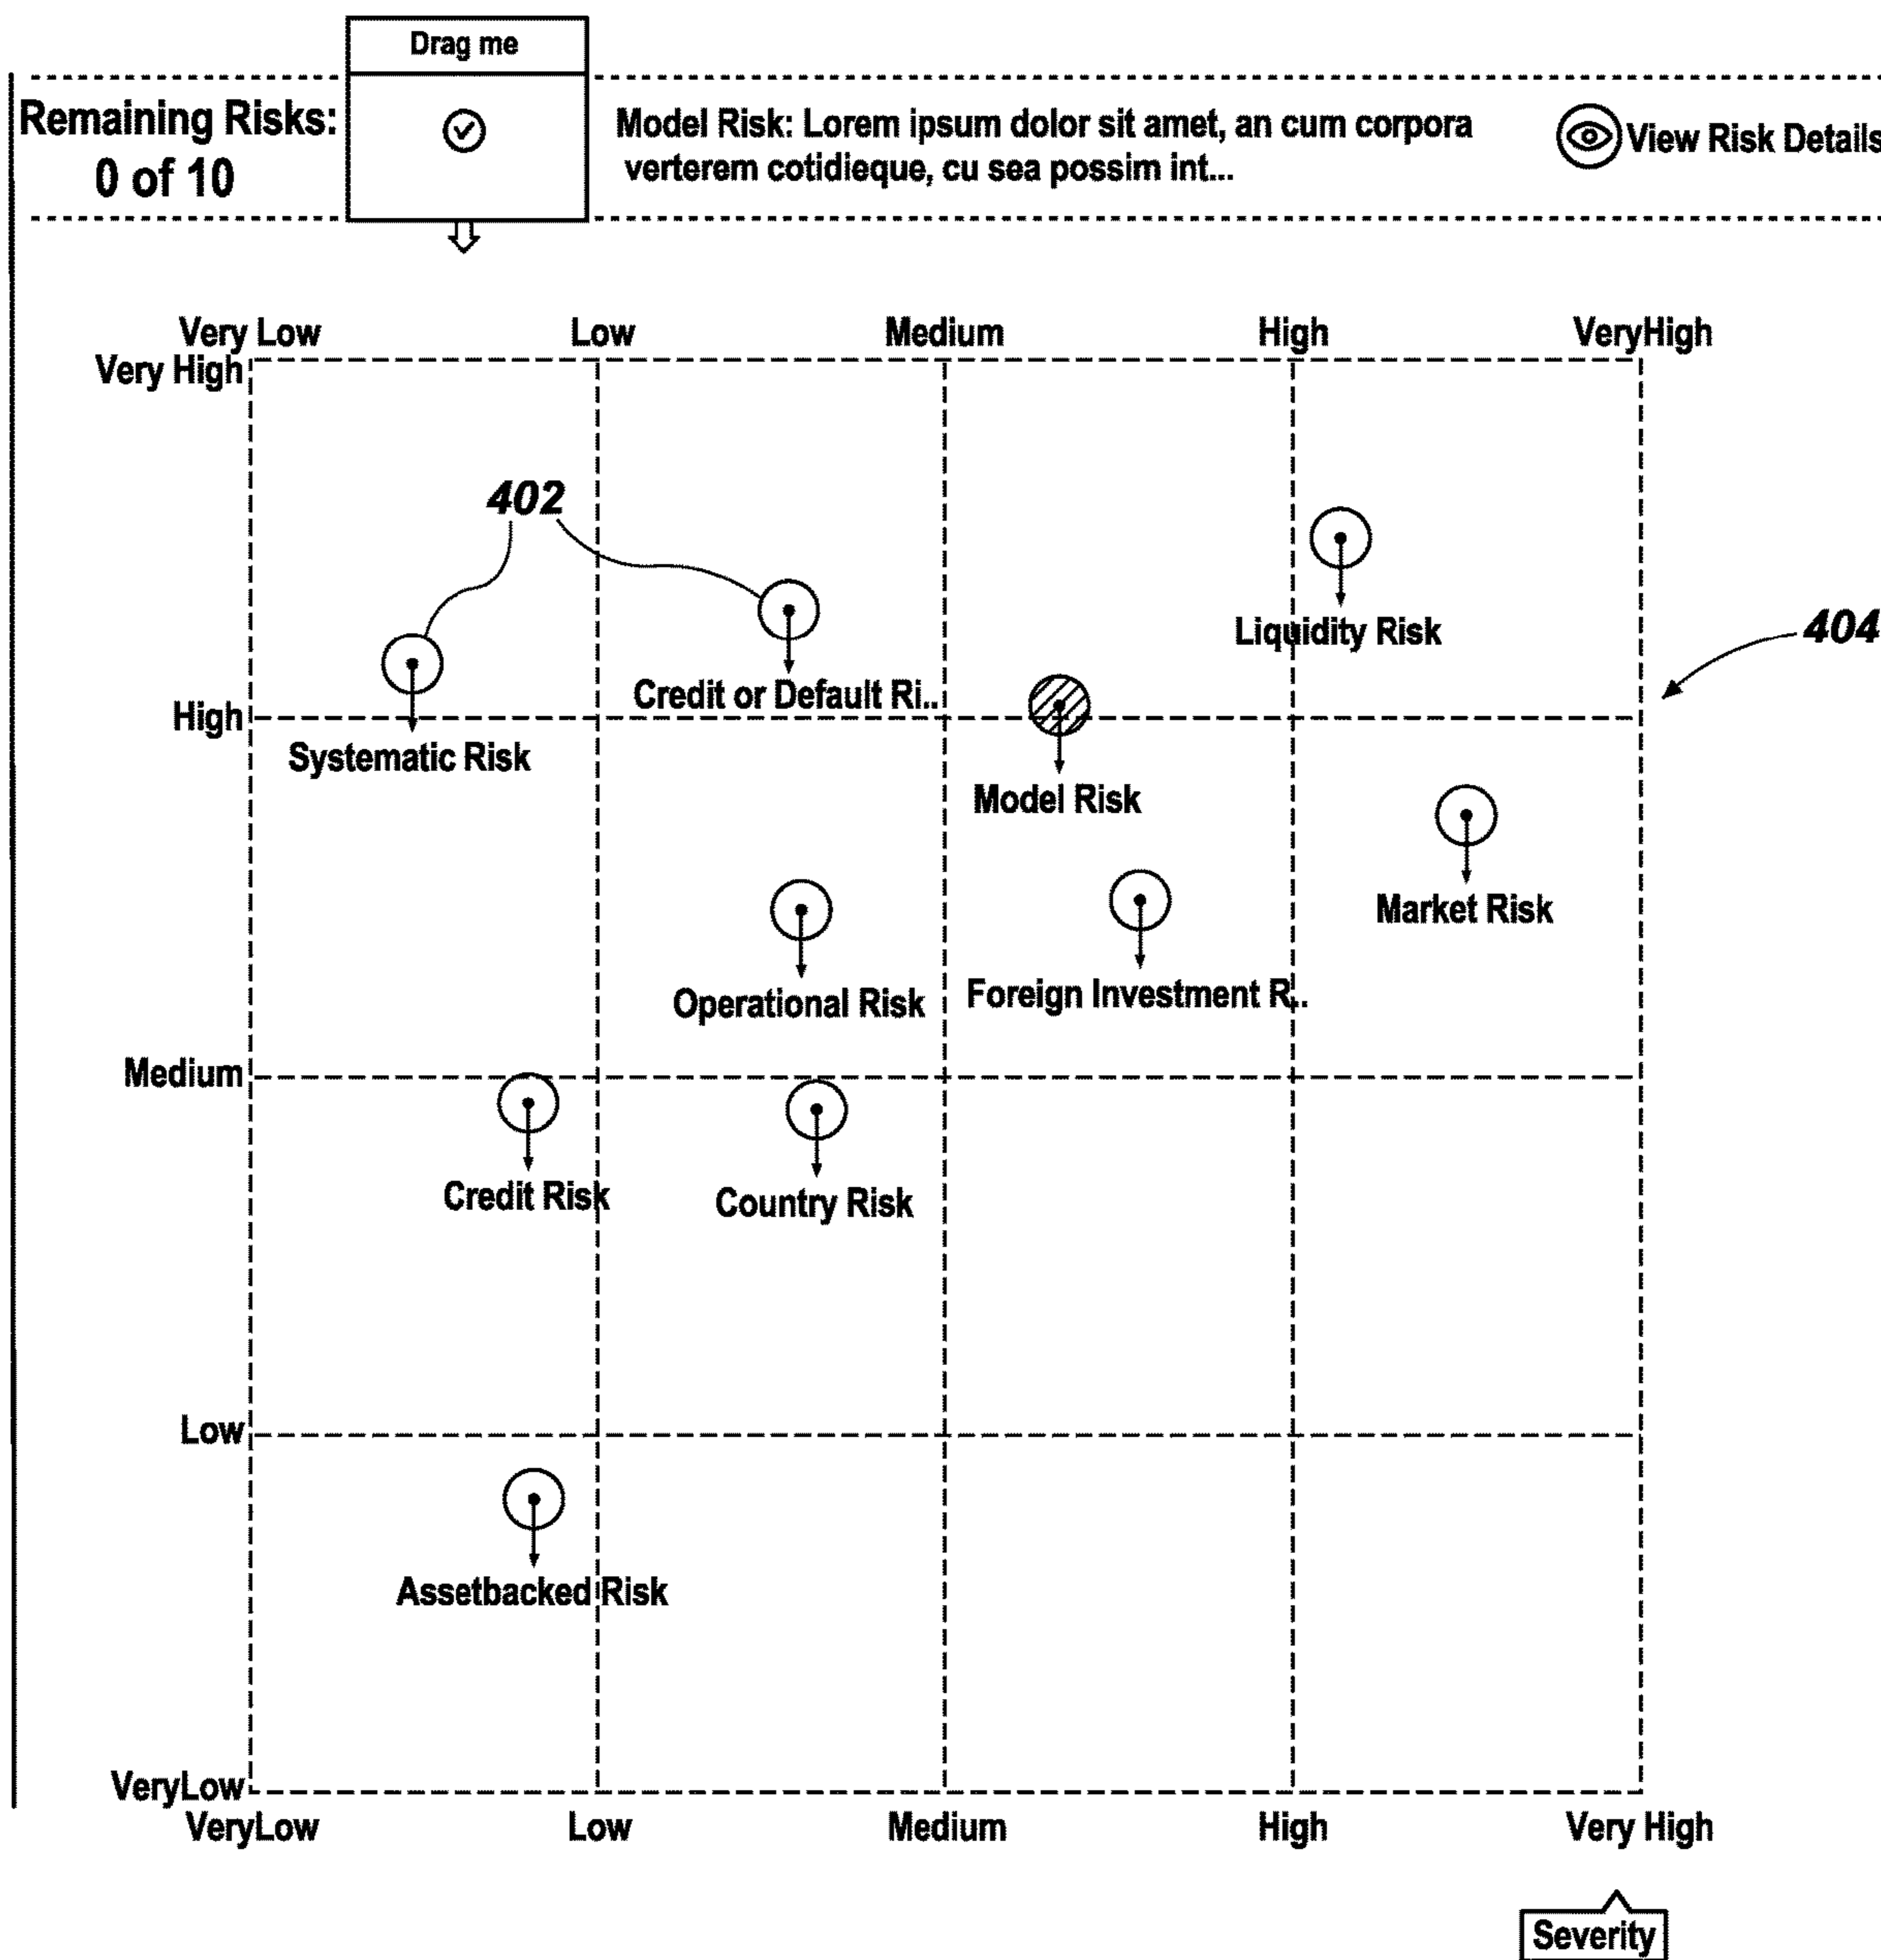 Drag me
Remaining Risks:
0 of 10
Model Risk: Lorem ipsum dolor sit amet, an cum corpora
verterem cotidieque, cu sea possim int...
View Risk Details
Very Low Low Medium High VeryHigh
Very High
402
Liquidity Risk
404
Credit or Default Ri..
High
Systematic Risk
Model Risk
Market Risk
Operational Risk
Foreign Investment R..
Medium
Credit Risk
Country Risk
Low
Assetbacked Risk
VeryLow
VeryLow Low Medium High Very High
Severity